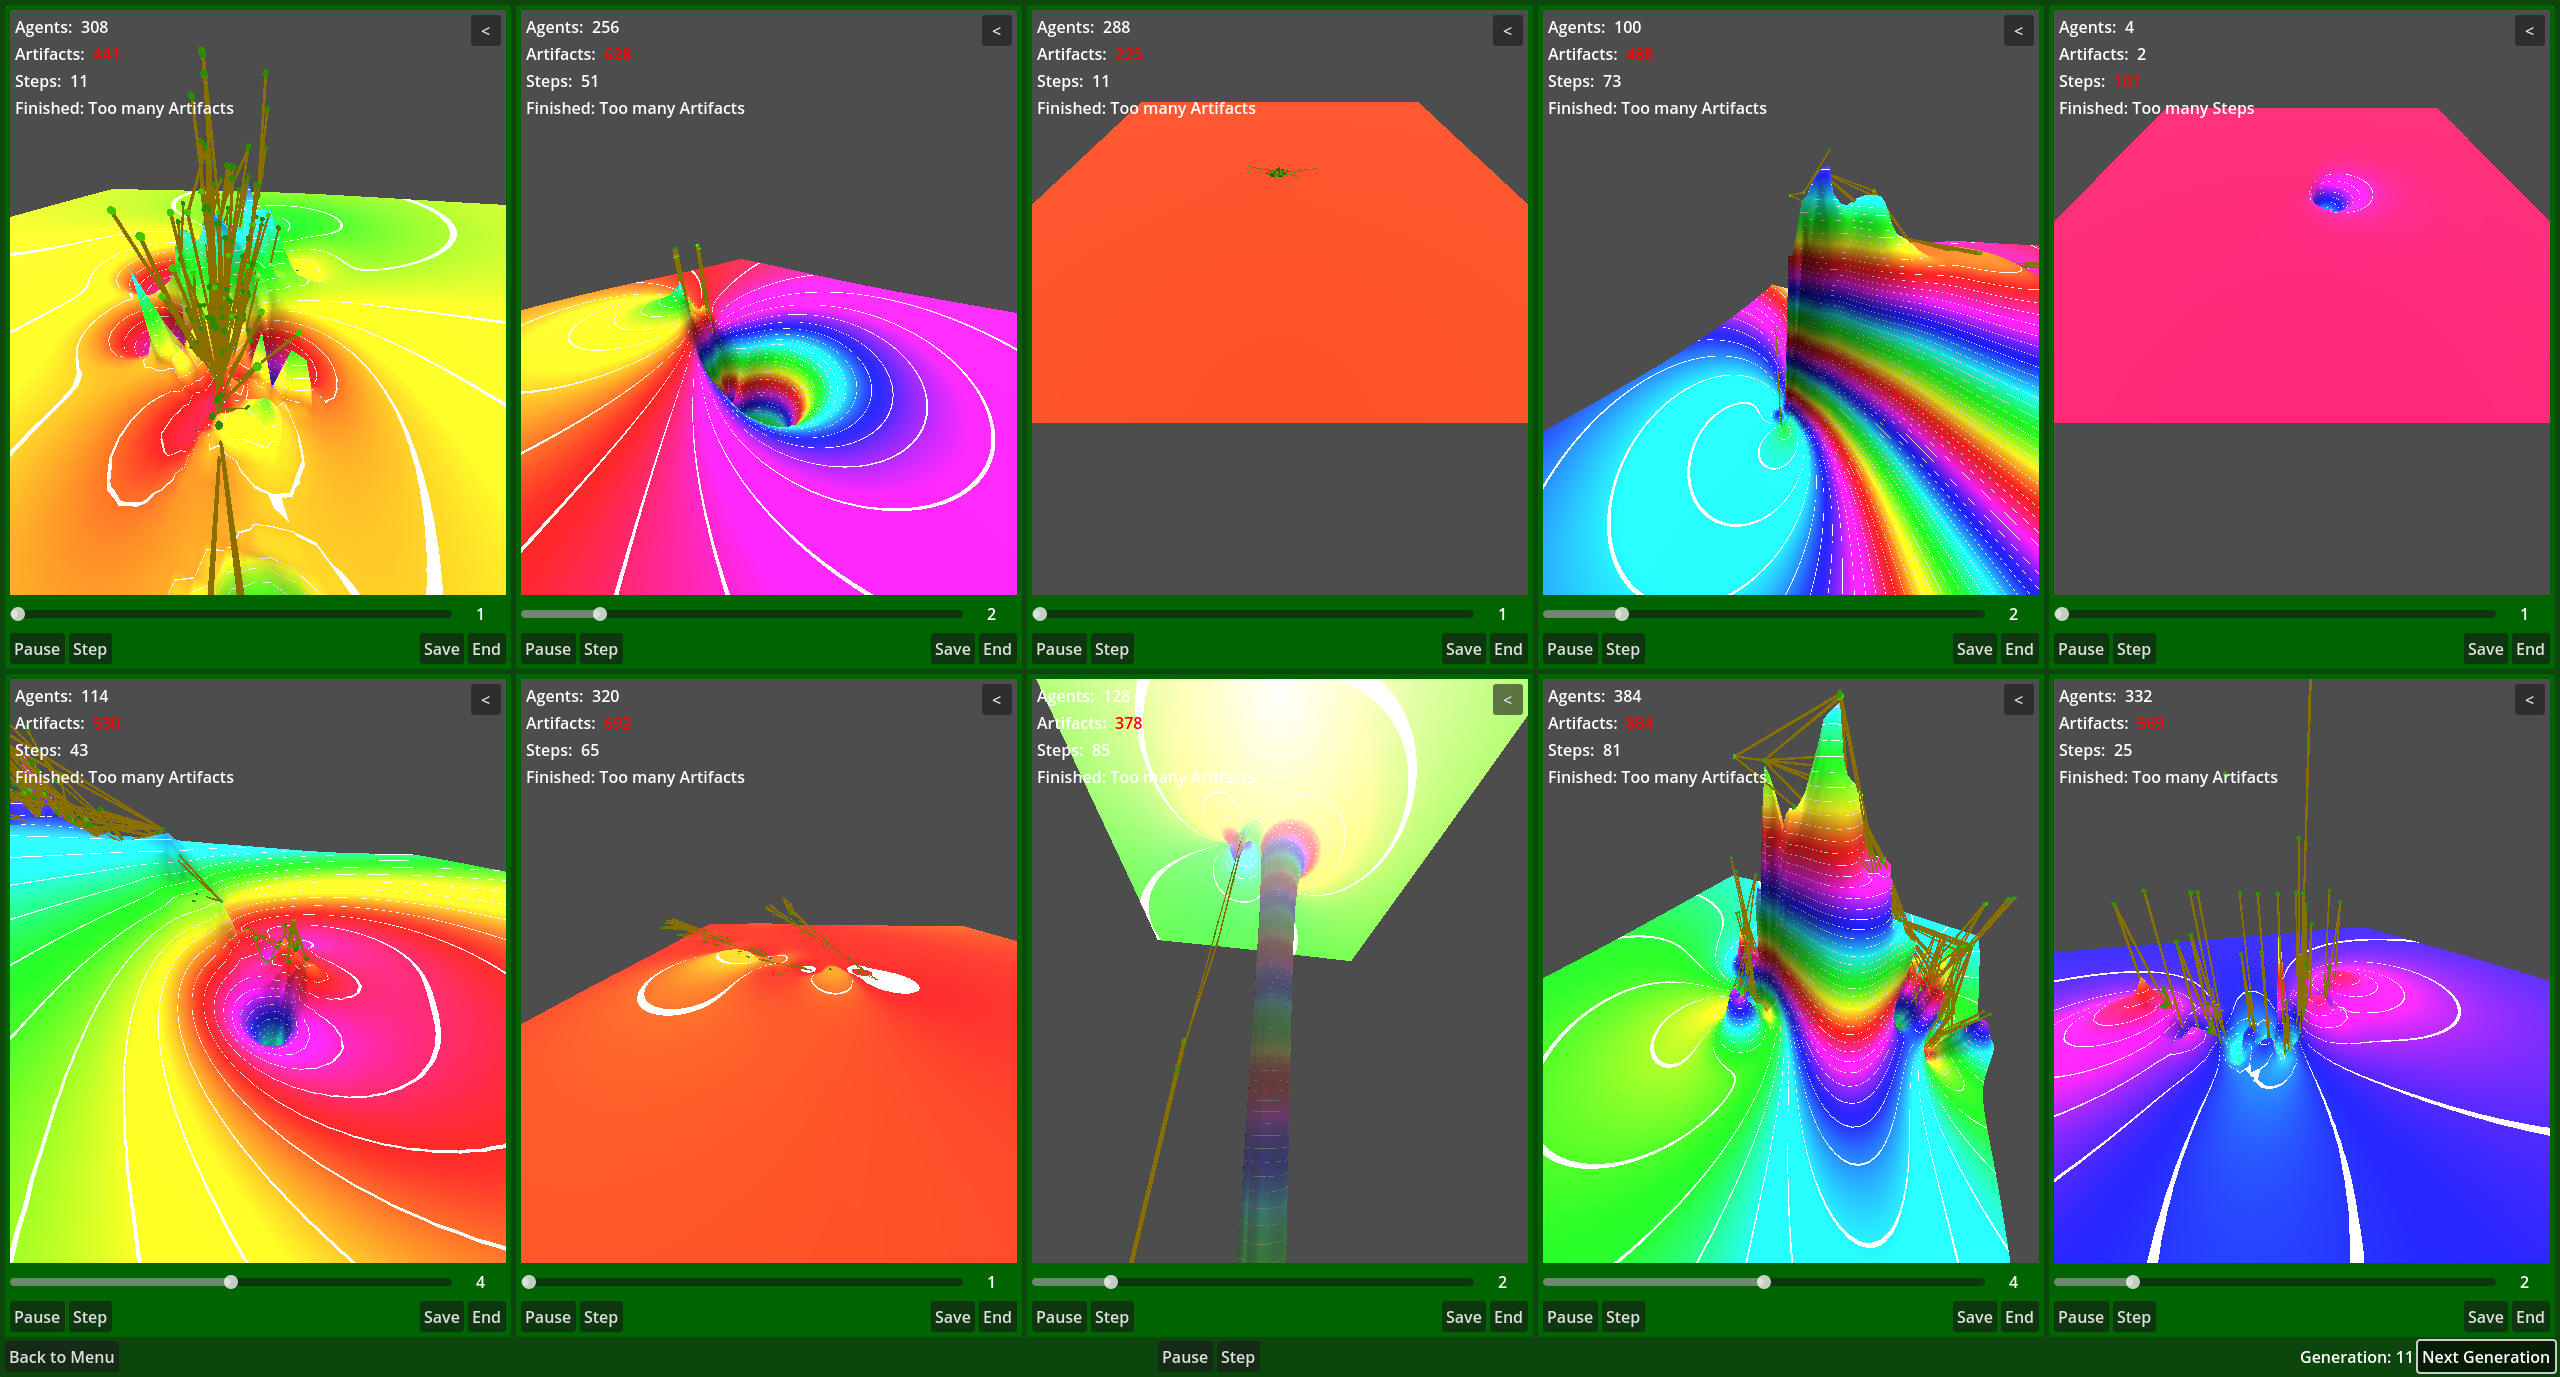 Agents: 308
Artifacts: 441
Steps: 11
Finished: Too many Artifacts
<
1
Pause Step Save End
Agents: 256
Artifacts: 628
Steps: 51
Finished: Too many Artifacts
<
2
Pause Step Save End
Agents: 288
Artifacts: 225
Steps: 11
Finished: Too many Artifacts
<
1
Pause Step Save End
Agents: 100
Artifacts: 488
Steps: 73
Finished: Too many Artifacts
<
2
Pause Step Save End
Agents: 4
Artifacts: 2
Steps: 101
Finished: Too many Steps
<
1
Pause Step Save End
Agents: 114
Artifacts: 530
Steps: 43
Finished: Too many Artifacts
<
4
Pause Step Save End
Agents: 320
Artifacts: 692
Steps: 65
Finished: Too many Artifacts
<
1
Pause Step Save End
Agents: 128
Artifacts: 378
Steps: 85
Finished: Too many Artifacts
<
2
Pause Step Save End
Agents: 384
Artifacts: 884
Steps: 81
Finished: Too many Artifacts
<
4
Pause Step Save End
Agents: 332
Artifacts: 569
Steps: 25
Finished: Too many Artifacts
<
2
Pause Step Save End
Back to Menu Pause Step Generation: 11 Next Generation